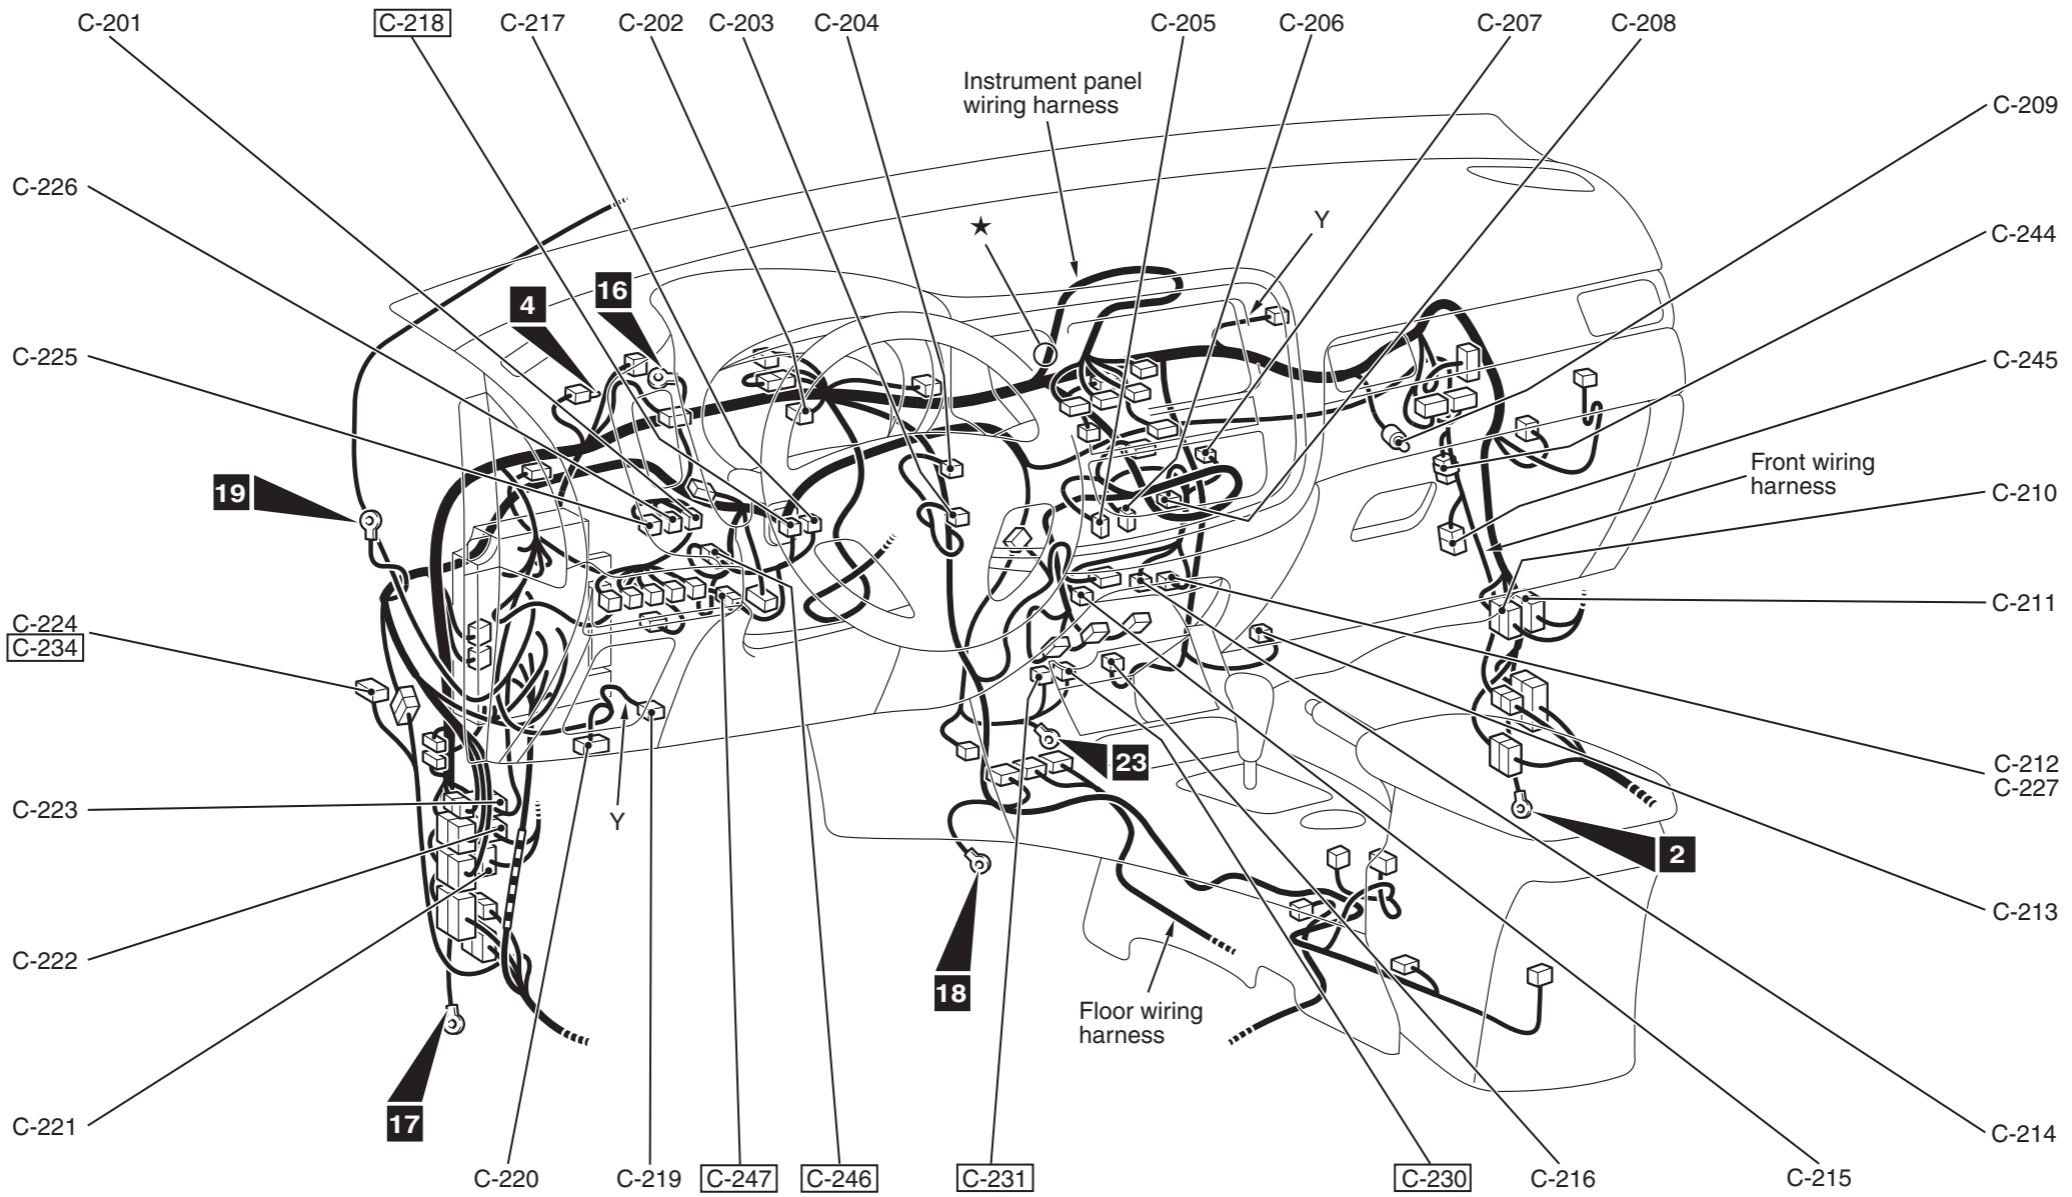 C-201
C-218
C-217
C-202
C-203
C-204
C-205
C-206
C-207
C-208
Instrument panel
wiring harness
C-209
C-226
★
Y
C-244
4
16
C-225
C-245
19
Front wiring
harness
C-210
C-224
C-234
C-211
23
C-212
C-227
C-223
Y
2
C-213
C-222
18
Floor wiring
harness
17
C-221
C-214
C-220
C-219
C-247
C-246
C-231
C-230
C-216
C-215